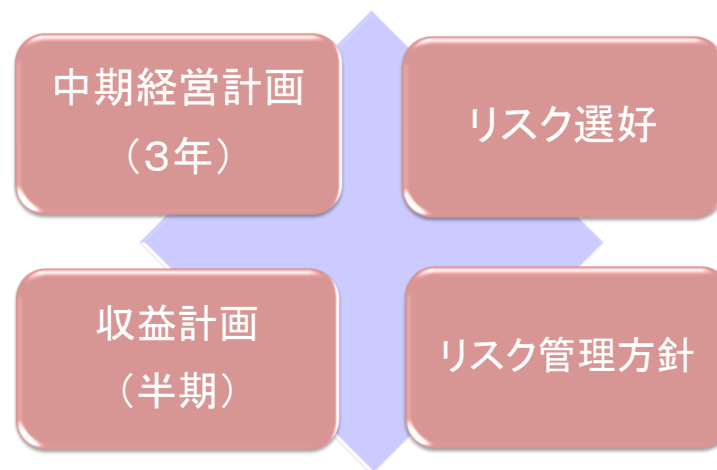 中期経営計画
（３年）
リスク選好
収益計画
（半期）
リスク管理方針